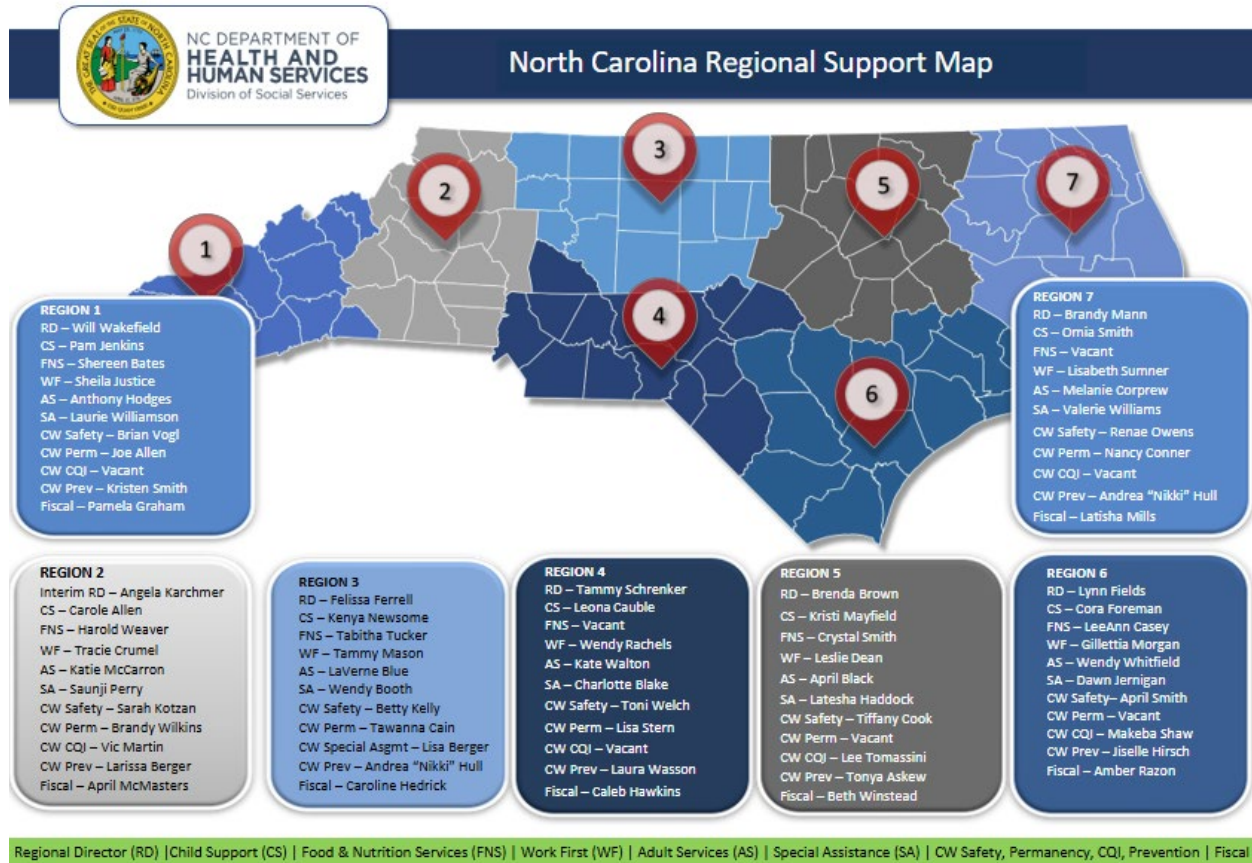 NC DEPARTMENT OF
HEALTH AND
HUMAN SERVICES
Division of Social Services
North Carolina Regional Support Map
1
2
3
4
5
6
7
REGION 1
RD – Will Wakefield
CS – Pam Jenkins
FNS – Shereen Bates
WF – Sheila Justice
AS – Anthony Hodges
SA – Laurie Williamson
CW Safety – Brian Vogl
CW Perm – Joe Allen
CW CQI – Vacant
CW Prev – Kristen Smith
Fiscal – Pamela Graham
REGION 7
RD – Brandy Mann
CS – Ornia Smith
FNS – Vacant
WF – Lisabeth Sumner
AS – Melanie Corprew
SA – Valerie Williams
CW Safety – Renae Owens
CW Perm – Nancy Conner
CW CQI – Vacant
CW Prev – Andrea “Nikki” Hull
Fiscal – Latisha Mills
REGION 2
Interim RD – Angela Karchmer
CS – Carole Allen
FNS – Harold Weaver
WF – Tracie Crumel
AS – Katie McCarron
SA – Saunji Perry
CW Safety – Sarah Kotzan
CW Perm – Brandy Wilkins
CW CQI – Vic Martin
CW Prev – Larissa Berger
Fiscal – April McMasters
REGION 3
RD – Felissa Ferrell
CS – Kenya Newsome
FNS – Tabitha Tucker
WF – Tammy Mason
AS – LaVerne Blue
SA – Wendy Booth
CW Safety – Betty Kelly
CW Perm – Tawanna Cain
CW Special Asgmt – Lisa Berger
CW Prev – Andrea “Nikki” Hull
Fiscal – Caroline Hedrick
REGION 4
RD – Tammy Schrenker
CS – Leona Cauble
FNS – Vacant
WF – Wendy Rachels
AS – Kate Walton
SA – Charlotte Blake
CW Safety – Toni Welch
CW Perm – Lisa Stern
CW CQI – Vacant
CW Prev – Laura Wasson
Fiscal – Caleb Hawkins
REGION 5
RD – Brenda Brown
CS – Kristi Mayfield
FNS – Crystal Smith
WF – Leslie Dean
AS – April Black
SA – Latesha Haddock
CW Safety – Tiffany Cook
CW Perm – Vacant
CW CQI – Lee Tomassini
CW Prev – Tonya Askew
Fiscal – Beth Winstead
REGION 6
RD – Lynn Fields
CS – Cora Foreman
FNS – LeeAnn Casey
WF – Gillettia Morgan
AS – Wendy Whitfield
SA – Dawn Jernigan
CW Safety– April Smith
CW Perm – Vacant
CW CQI – Makeba Shaw
CW Prev – Jiselle Hirsch
Fiscal – Amber Razon
Regional Director (RD) |Child Support (CS) | Food & Nutrition Services (FNS) | Work First (WF) | Adult Services (AS) | Special Assistance (SA) | CW Safety, Permanency, CQI, Prevention | Fiscal